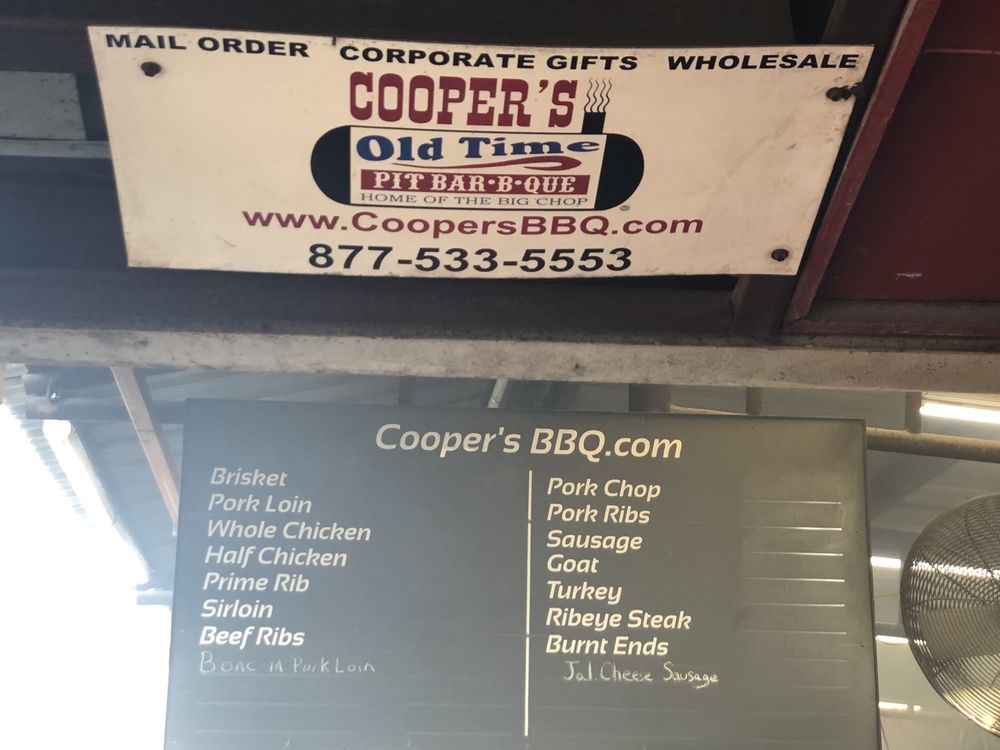 MAIL ORDER CORPORATE GIFTS WHOLESALE
COOPER'S
Old Time
PIT BAR·B·QUE
HOME OF THE BIG CHOP ®
www.CoopersBBQ.com
877-533-5553
Cooper's BBQ.com
Brisket
Pork Loin
Whole Chicken
Half Chicken
Prime Rib
Sirloin
Beef Ribs
Bone-in Pork Loin
Pork Chop
Pork Ribs
Sausage
Goat
Turkey
Ribeye Steak
Burnt Ends
Jal. Cheese Sausage